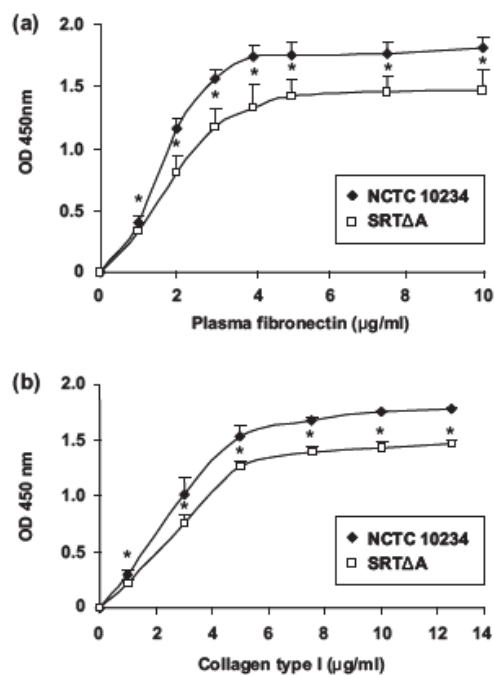 (a)
2.0
1.5
1.0
0.5
0
OD 450nm
* * * * * * *
NCTC 10234
SRTΔA
0 2 4 6 8 10
Plasma fibronectin (µg/ml)
(b)
2.0
1.5
1.0
0.5
0
OD 450 nm
* * * * * *
NCTC 10234
SRTΔA
0 2 4 6 8 10 12 14
Collagen type I (µg/ml)